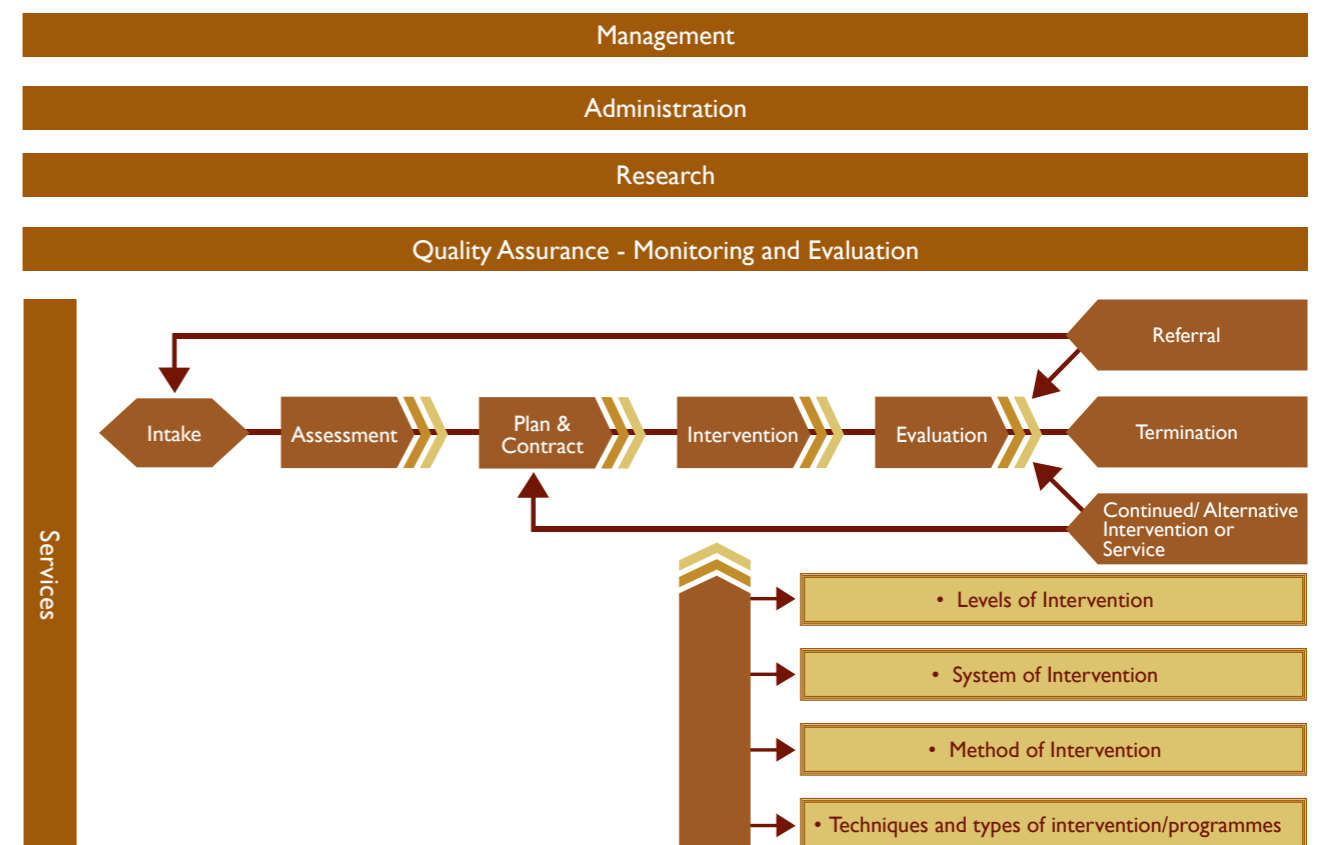 Management
Administration
Research
Quality Assurance - Monitoring and Evaluation
Services
Referral
Intake
Assessment
Plan &
Contract
Intervention
Evaluation
Termination
Continued/ Alternative
Intervention or
Service
• Levels of Intervention
• System of Intervention
• Method of Intervention
• Techniques and types of intervention/programmes